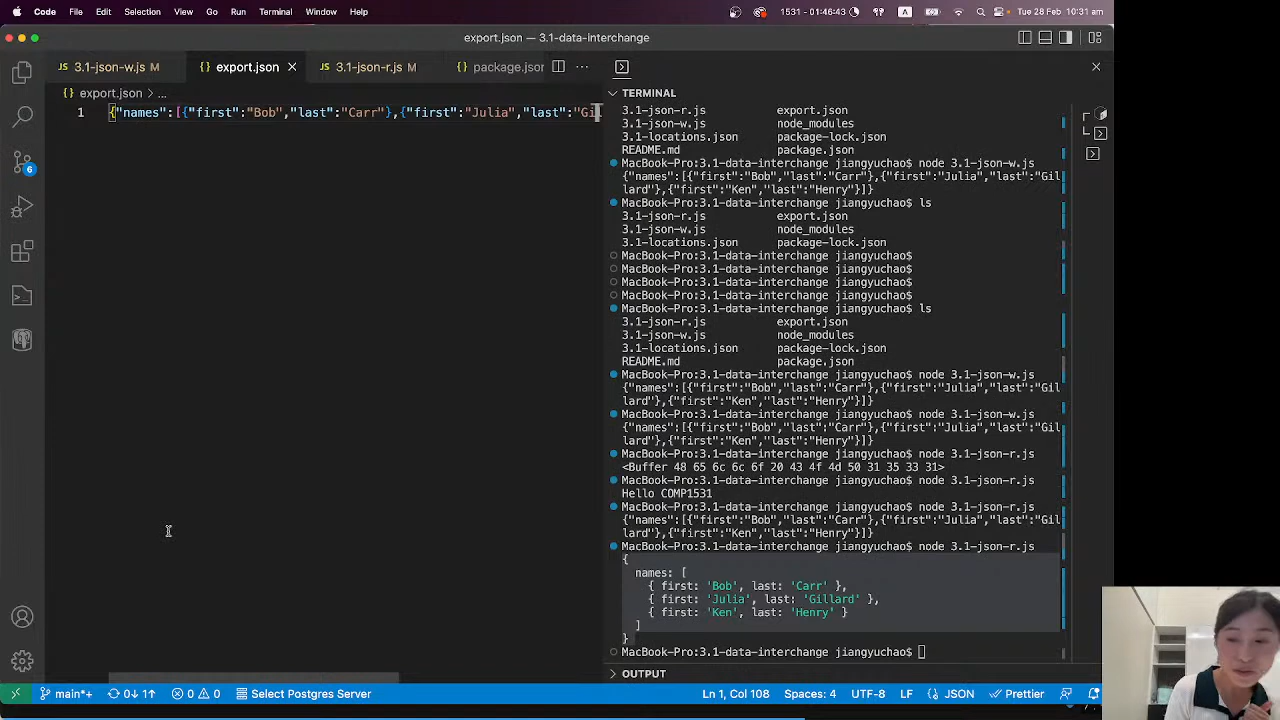 Code File Edit Selection View Go Run Terminal Window Help 1531 - 01:46:43 A Tue 28 Feb 10:31 am
export.json — 3.1-data-interchange
JS 3.1-json-w.js M {} export.json JS 3.1-json-r.js M {} package.json
{} export.json > ...
1 {"names":[{"first":"Bob","last":"Carr"},{"first":"Julia","last":"Gil
6
TERMINAL
3.1-json-r.js export.json
3.1-json-w.js node_modules
3.1-locations.json package-lock.json
README.md package.json
MacBook-Pro:3.1-data-interchange jiangyuchao$ node 3.1-json-w.js
{"names":[{"first":"Bob","last":"Carr"},{"first":"Julia","last":"Gil
lard"},{"first":"Ken","last":"Henry"}]}
MacBook-Pro:3.1-data-interchange jiangyuchao$ ls
3.1-json-r.js export.json
3.1-json-w.js node_modules
3.1-locations.json package-lock.json
MacBook-Pro:3.1-data-interchange jiangyuchao$
MacBook-Pro:3.1-data-interchange jiangyuchao$
MacBook-Pro:3.1-data-interchange jiangyuchao$
MacBook-Pro:3.1-data-interchange jiangyuchao$
MacBook-Pro:3.1-data-interchange jiangyuchao$ ls
3.1-json-r.js export.json
3.1-json-w.js node_modules
3.1-locations.json package-lock.json
README.md package.json
MacBook-Pro:3.1-data-interchange jiangyuchao$ node 3.1-json-w.js
{"names":[{"first":"Bob","last":"Carr"},{"first":"Julia","last":"Gil
lard"},{"first":"Ken","last":"Henry"}]}
MacBook-Pro:3.1-data-interchange jiangyuchao$ node 3.1-json-w.js
{"names":[{"first":"Bob","last":"Carr"},{"first":"Julia","last":"Gil
lard"},{"first":"Ken","last":"Henry"}]}
MacBook-Pro:3.1-data-interchange jiangyuchao$ node 3.1-json-r.js
<Buffer 48 65 6c 6c 6f 20 43 4f 4d 50 31 35 33 31>
MacBook-Pro:3.1-data-interchange jiangyuchao$ node 3.1-json-r.js
Hello COMP1531
MacBook-Pro:3.1-data-interchange jiangyuchao$ node 3.1-json-r.js
{"names":[{"first":"Bob","last":"Carr"},{"first":"Julia","last":"Gil
lard"},{"first":"Ken","last":"Henry"}]}
MacBook-Pro:3.1-data-interchange jiangyuchao$ node 3.1-json-r.js
{
names: [
{ first: 'Bob', last: 'Carr' },
{ first: 'Julia', last: 'Gillard' },
{ first: 'Ken', last: 'Henry' }
]
}
MacBook-Pro:3.1-data-interchange jiangyuchao$
OUTPUT
main*+ 0↓ 1↑ 0 0 Select Postgres Server Ln 1, Col 108 Spaces: 4 UTF-8 LF {} JSON Prettier